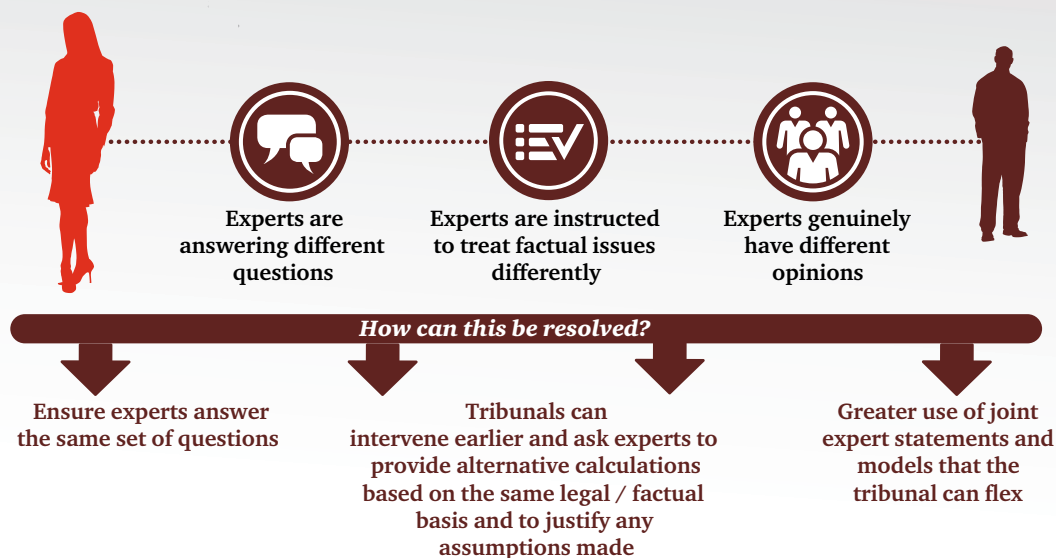 Experts are
answering different
questions
Experts are instructed
to treat factual issues
differently
Experts genuinely
have different
opinions
How can this be resolved?
Ensure experts answer
the same set of questions
Tribunals can
intervene earlier and ask experts to
provide alternative calculations
based on the same legal / factual
basis and to justify any
assumptions made
Greater use of joint
expert statements and
models that the
tribunal can flex